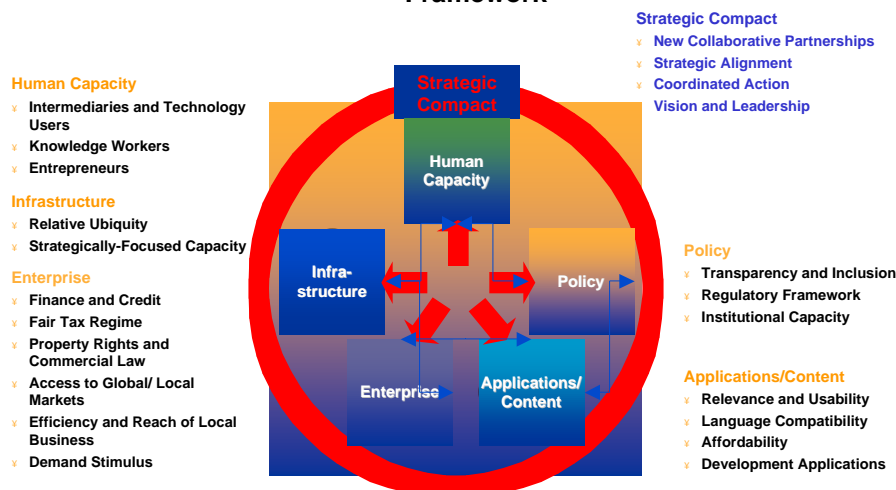 Framework
Strategic Compact
¥ New Collaborative Partnerships
¥ Strategic Alignment
¥ Coordinated Action
Vision and Leadership
Human Capacity
¥ Intermediaries and Technology
Users
¥ Knowledge Workers
¥ Entrepreneurs
Infrastructure
¥ Relative Ubiquity
¥ Strategically-Focused Capacity
Enterprise
¥ Finance and Credit
¥ Fair Tax Regime
¥ Property Rights and
Commercial Law
¥ Access to Global/ Local
Markets
¥ Efficiency and Reach of Local
Business
¥ Demand Stimulus
Strategic
Compact
Human
Capacity
Infra-
structure
Policy
Enterprise
Applications/
Content
Policy
¥ Transparency and Inclusion
¥ Regulatory Framework
¥ Institutional Capacity
Applications/Content
¥ Relevance and Usability
¥ Language Compatibility
¥ Affordability
¥ Development Applications